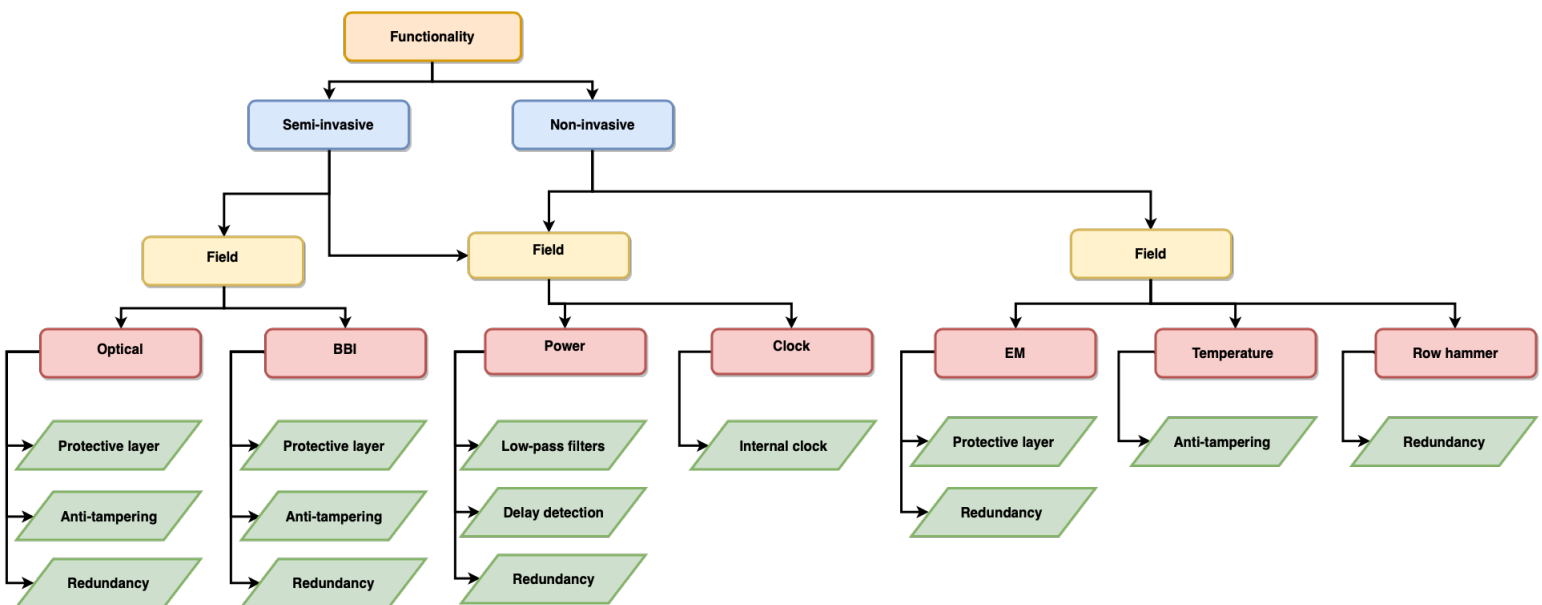 Functionality
Semi-invasive
Non-invasive
Field
Field
Field
Optical
BBI
Power
Clock
EM
Temperature
Row hammer
Protective layer
Protective layer
Low-pass filters
Internal clock
Protective layer
Anti-tampering
Redundancy
Anti-tampering
Anti-tampering
Delay detection
Redundancy
Redundancy
Redundancy
Redundancy